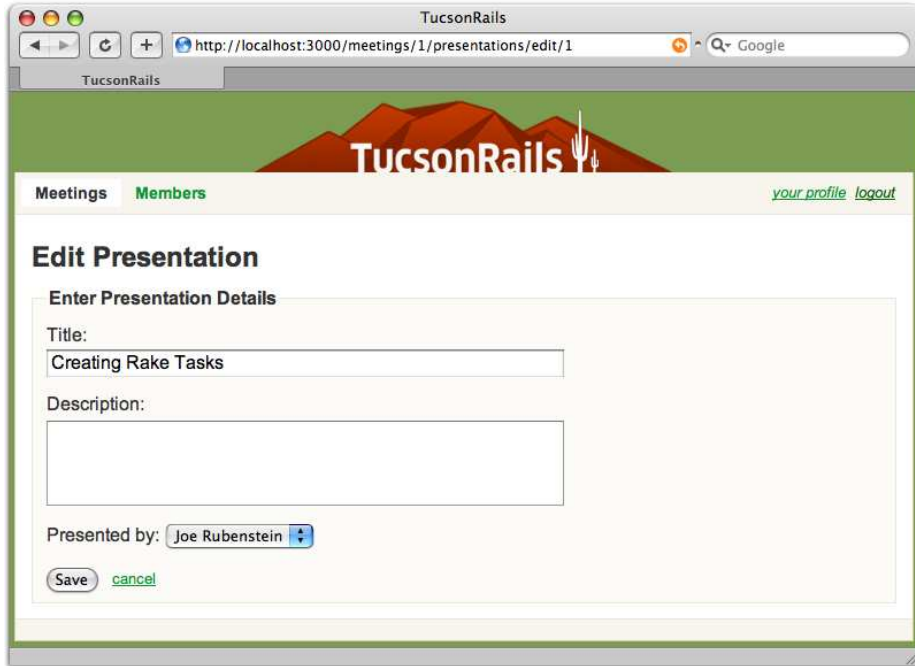 TucsonRails
http://localhost:3000/meetings/1/presentations/edit/1
Google
TucsonRails
TucsonRails
Meetings Members your profile logout
Edit Presentation
Enter Presentation Details
Title:
Creating Rake Tasks
Description:
Presented by: Joe Rubenstein
Save cancel